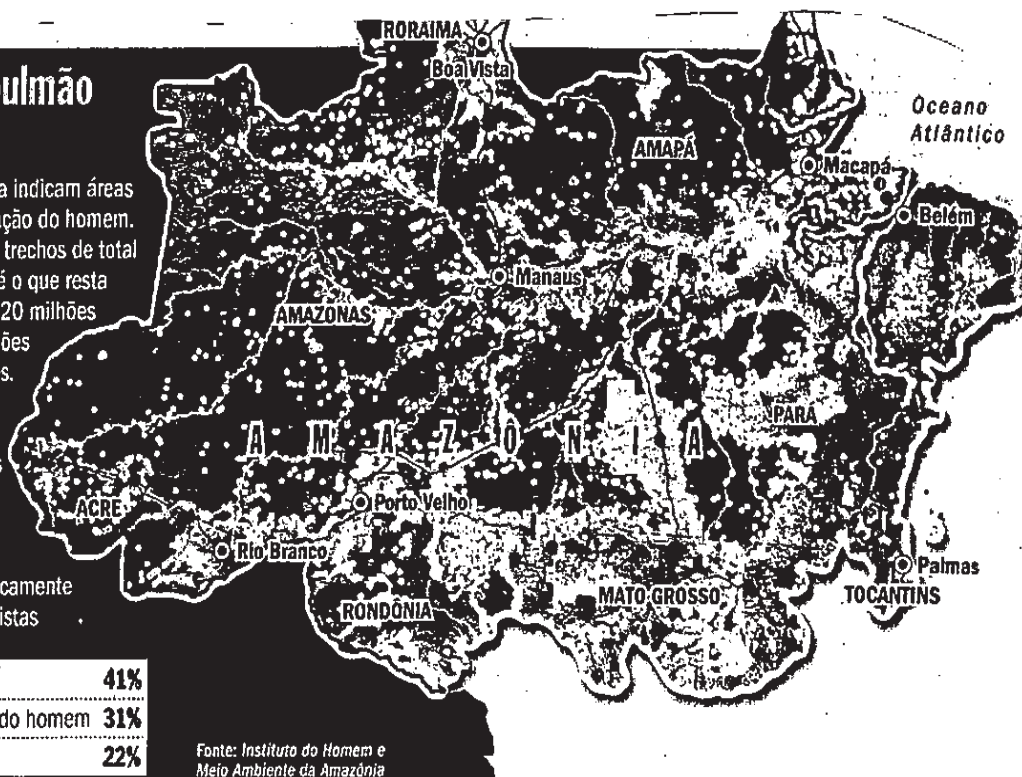 pulmão
a indicam áreas
ção do homem.
trechos de total
é o que resta
20 milhões
ões
s.
camente
istas
41%
do homem 31%
22%
Fonte: Instituto do Homem e
Meio Ambiente da Amazônia
RORAIMA
Boa Vista
AMAPÁ
Macapá
Oceano
Atlântico
Belém
Manaus
AMAZONAS
PARÁ
AMAZÔNIA
ACRE
Porto Velho
Rio Branco
RONDÔNIA
MATO GROSSO
Palmas
TOCANTINS